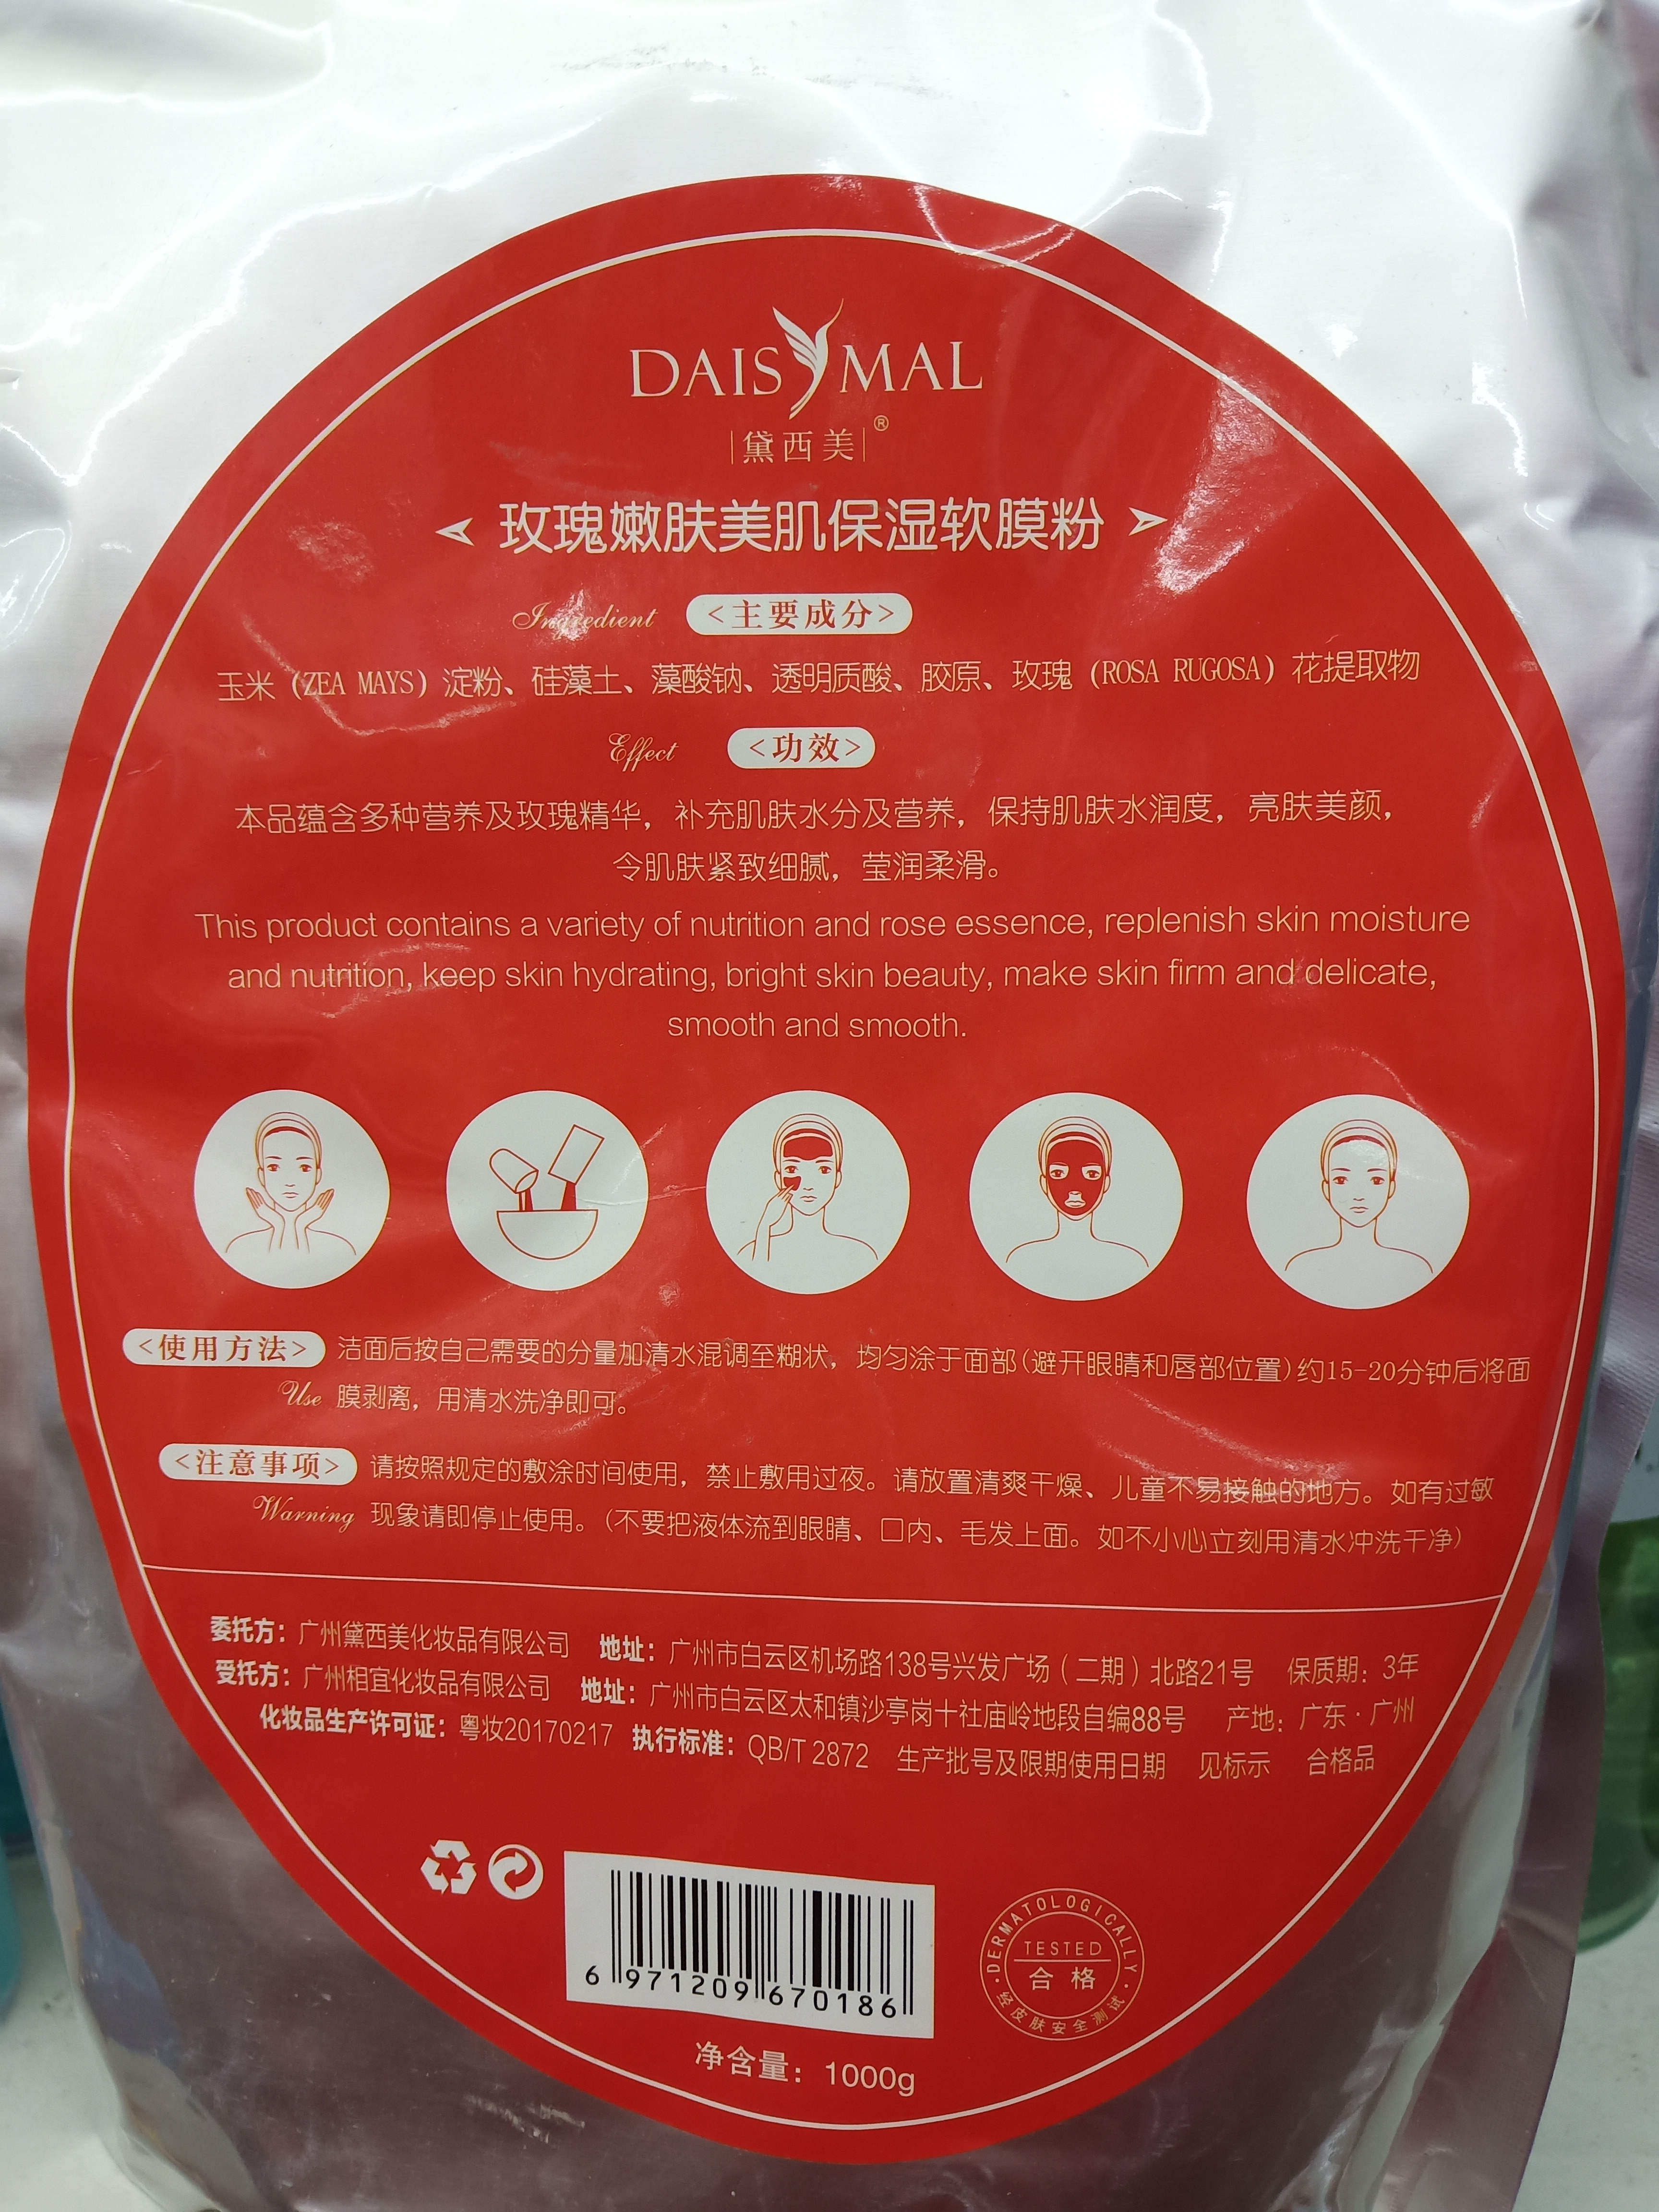 DAISYMAL
黛西美®
玫瑰嫩肤美肌保湿软膜粉
Ingredient <主要成分>
玉米（ZEA MAYS）淀粉、硅藻土、藻酸钠、透明质酸、胶原、玫瑰（ROSA RUGOSA）花提取物
Effect <功效>
本品蕴含多种营养及玫瑰精华，补充肌肤水分及营养，保持肌肤水润度，亮肤美颜，
令肌肤紧致细腻，莹润柔滑。
This product contains a variety of nutrition and rose essence, replenish skin moisture
and nutrition, keep skin hydrating, bright skin beauty, make skin firm and delicate,
smooth and smooth.
<使用方法> 洁面后按自己需要的分量加清水混调至糊状，均匀涂于面部(避开眼睛和唇部位置)约15-20分钟后将面
Use 膜剥离，用清水洗净即可。
<注意事项> 请按照规定的敷涂时间使用，禁止敷用过夜。请放置清爽干燥、儿童不易接触的地方。如有过敏
Warning 现象请即停止使用。(不要把液体流到眼睛、口内、毛发上面。如不小心立刻用清水冲洗干净)
委托方：广州黛西美化妆品有限公司 地址：广州市白云区机场路138号兴发广场（二期）北路21号 保质期：3年
受托方：广州相宜化妆品有限公司 地址：广州市白云区太和镇沙亭岗十社庙岭地段自编88号 产地：广东·广州
化妆品生产许可证：粤妆20170217 执行标准：QB/T 2872 生产批号及限期使用日期 见标示 合格品
6 971209 670186
DERMATOLOGICALLY
TESTED
合格
经皮肤安全测试
净含量：1000g